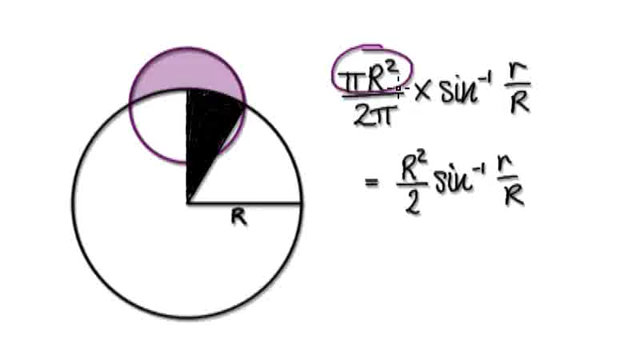 πR²/2π × sin⁻¹ r/R
= R²/2 sin⁻¹ r/R
R